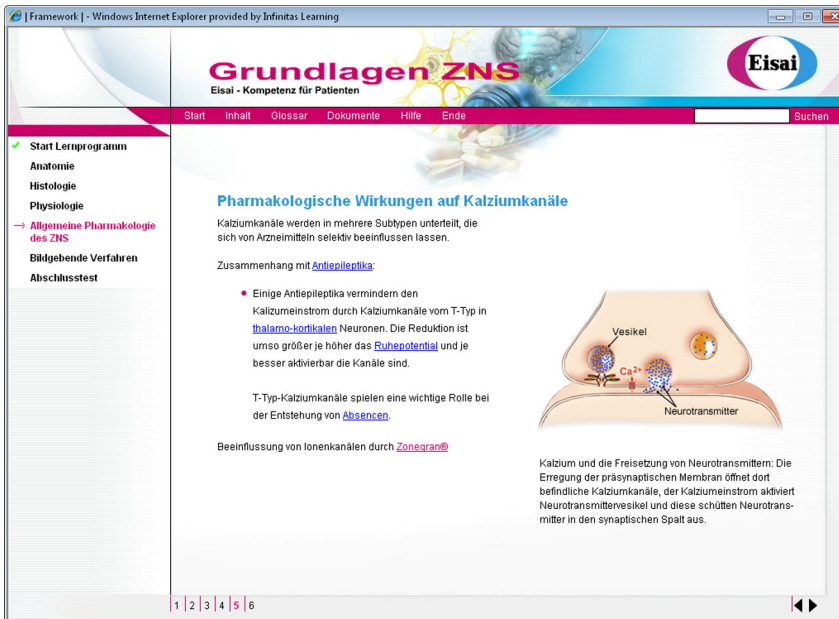 | Framework | - Windows Internet Explorer provided by Infinitas Learning
Grundlagen ZNS
Eisai - Kompetenz für Patienten
Eisai
Start Inhalt Glossar Dokumente Hilfe Ende
Suchen
Start Lernprogramm
Anatomie
Histologie
Physiologie
Allgemeine Pharmakologie
des ZNS
Bildgebende Verfahren
Abschlusstest
Pharmakologische Wirkungen auf Kalziumkanäle
Kalziumkanäle werden in mehrere Subtypen unterteilt, die
sich von Arzneimitteln selektiv beeinflussen lassen.
Zusammenhang mit Antiepileptika:
Einige Antiepileptika vermindern den
Kalizumeinstrom durch Kalziumkanäle vom T-Typ in
thalamo-kortikalen Neuronen. Die Reduktion ist
umso größer je höher das Ruhepotential und je
besser aktivierbar die Kanäle sind.
T-Typ-Kalziumkanäle spielen eine wichtige Rolle bei
der Entstehung von Absencen.
Beeinflussung von Ionenkanälen durch Zonegran®
Vesikel
Ca2+
Neurotransmitter
Kalzium und die Freisetzung von Neurotransmittern: Die
Erregung der präsynaptischen Membran öffnet dort
befindliche Kalziumkanäle, der Kalziumeinstrom aktiviert
Neurotransmittervesikel und diese schütten Neurotrans-
mitter in den synaptischen Spalt aus.
1 2 3 4 5 6